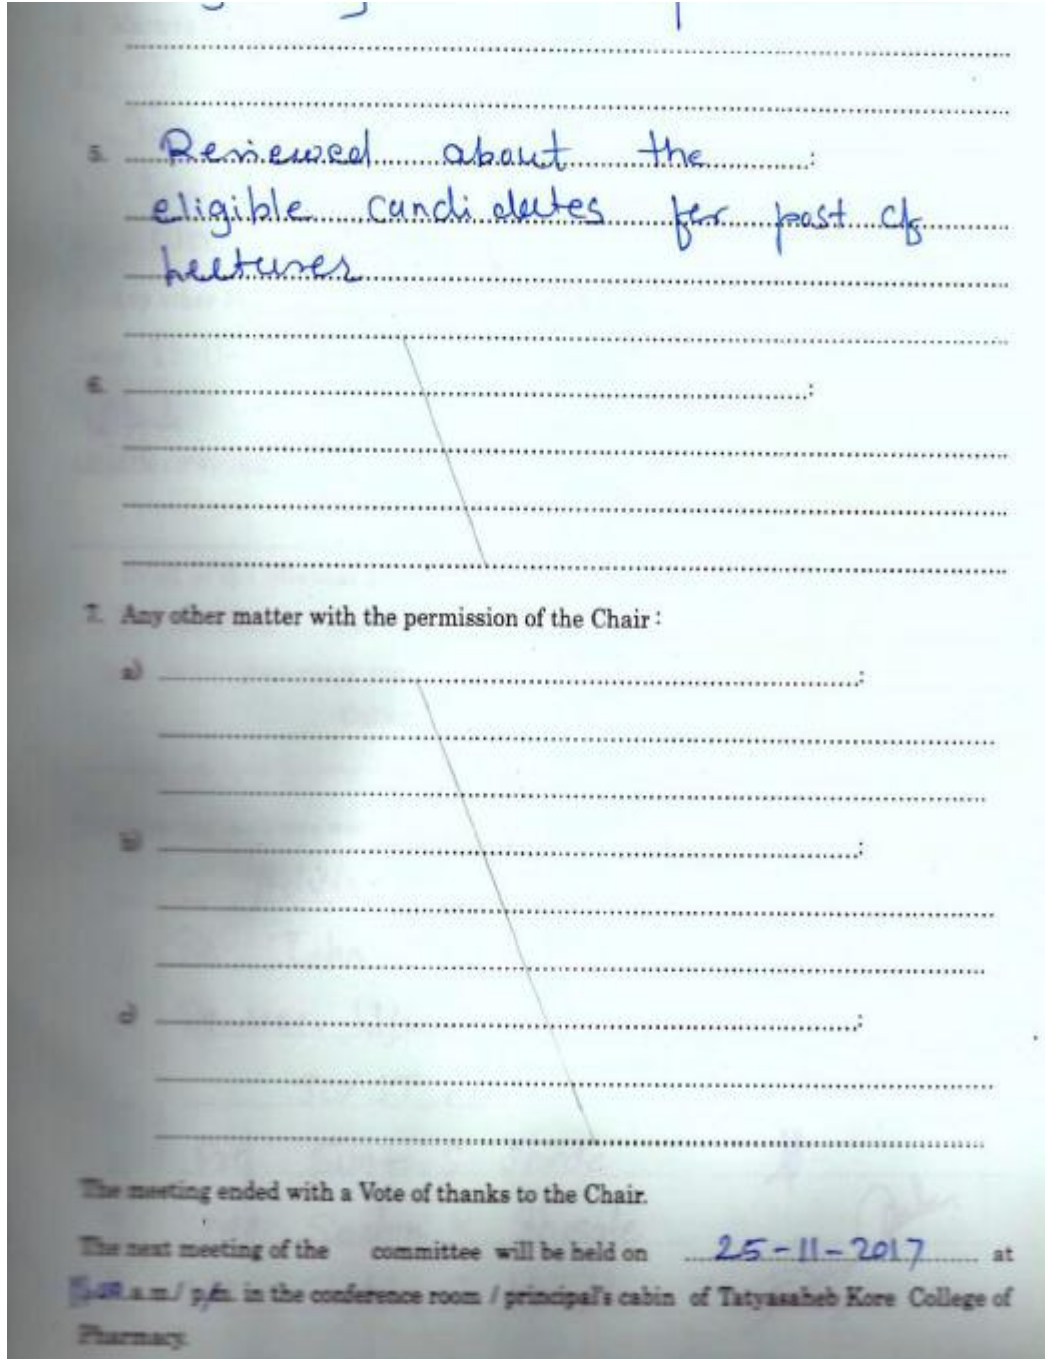 5. Reviewed about the :
eligible candidates for post of
lecturer
6. :
7. Any other matter with the permission of the Chair :
a) :
b) :
c) :
The meeting ended with a Vote of thanks to the Chair.
The next meeting of the committee will be held on 25-11-2017 at
a.m./ p.m. in the conference room / principal's cabin of Tatyasaheb Kore College of
Pharmacy.